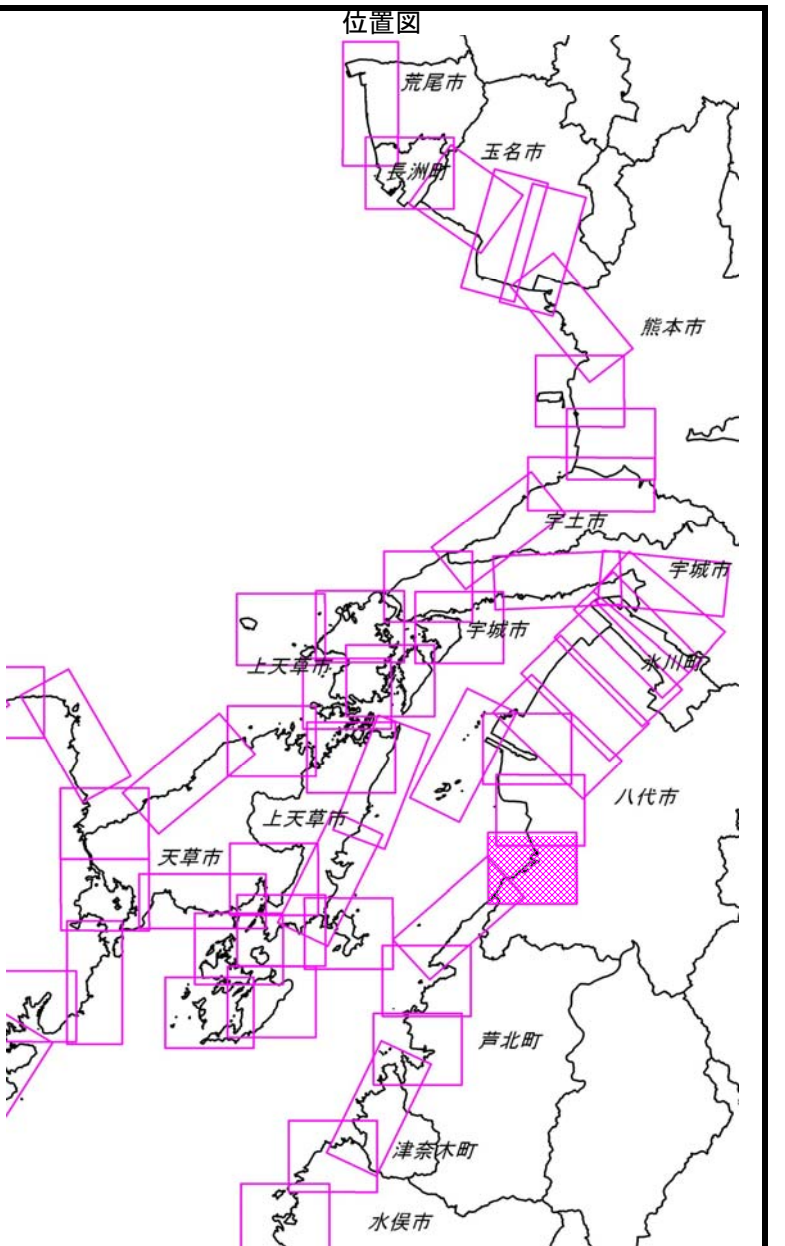 位置図
荒尾市
玉名市
長洲町
熊本市
宇土市
宇城市
宇城市
氷川町
上天草市
八代市
上天草市
天草市
芦北町
津奈木町
水俣市